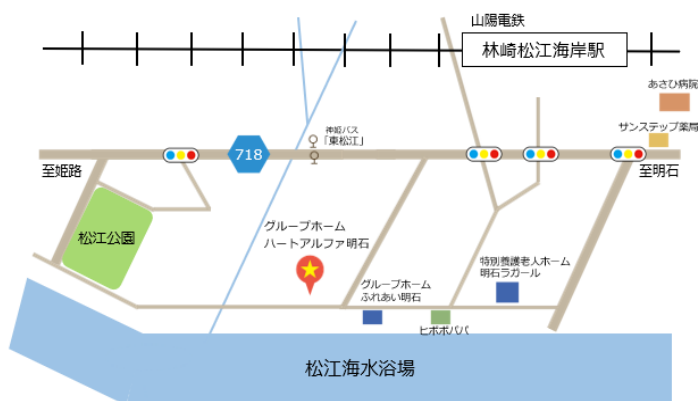 山陽電鉄
林崎松江海岸駅
あさひ病院
サンステップ薬局
神姫バス
「東松江」
718
至姫路
至明石
松江公園
グループホーム
ハートアルファ明石
特別養護老人ホーム
明石ラガール
グループホーム
ふれあい明石
ヒポポパパ
松江海水浴場